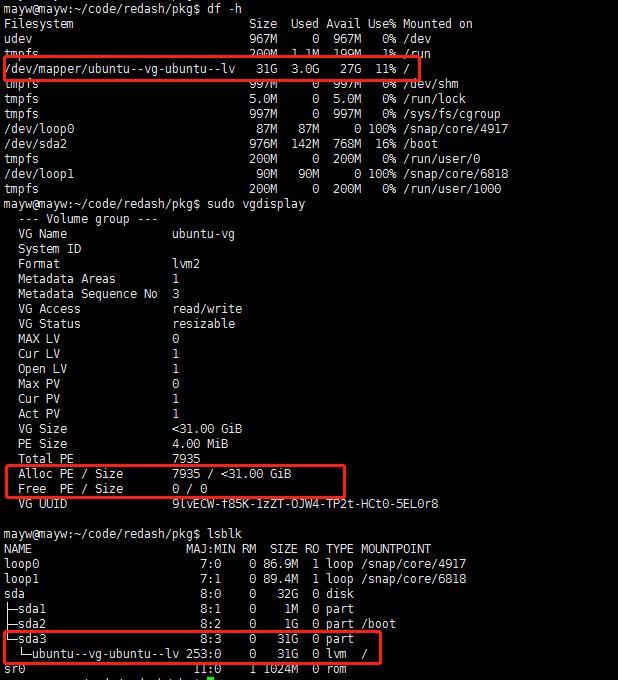 mayw@mayw:~/code/redash/pkg$ df -h
Filesystem                         Size  Used Avail Use% Mounted on
udev                               967M     0  967M   0% /dev
tmpfs                              200M  1.1M  199M   1% /run
/dev/mapper/ubuntu--vg-ubuntu--lv   31G  3.0G   27G  11% /
tmpfs                              997M     0  997M   0% /dev/shm
tmpfs                              5.0M     0  5.0M   0% /run/lock
tmpfs                              997M     0  997M   0% /sys/fs/cgroup
/dev/loop0                          87M   87M     0 100% /snap/core/4917
/dev/sda2                          976M  142M  768M  16% /boot
tmpfs                              200M     0  200M   0% /run/user/0
/dev/loop1                          90M   90M     0 100% /snap/core/6818
tmpfs                              200M     0  200M   0% /run/user/1000
mayw@mayw:~/code/redash/pkg$ sudo vgdisplay
  --- Volume group ---
  VG Name               ubuntu-vg
  System ID
  Format                lvm2
  Metadata Areas        1
  Metadata Sequence No  3
  VG Access             read/write
  VG Status             resizable
  MAX LV                0
  Cur LV                1
  Open LV               1
  Max PV                0
  Cur PV                1
  Act PV                1
  VG Size               <31.00 GiB
  PE Size               4.00 MiB
  Total PE              7935
  Alloc PE / Size       7935 / <31.00 GiB
  Free  PE / Size       0 / 0
  VG UUID               9lvECW-f85K-1zZT-OJW4-TP2t-HCt0-5EL0r8
mayw@mayw:~/code/redash/pkg$ lsblk
NAME                      MAJ:MIN RM  SIZE RO TYPE MOUNTPOINT
loop0                       7:0    0 86.9M  1 loop /snap/core/4917
loop1                       7:1    0 89.4M  1 loop /snap/core/6818
sda                         8:0    0   32G  0 disk
├─sda1                      8:1    0    1M  0 part
├─sda2                      8:2    0    1G  0 part /boot
└─sda3                      8:3    0   31G  0 part
  └─ubuntu--vg-ubuntu--lv 253:0    0   31G  0 lvm  /
sr0                        11:0    1 1024M  0 rom